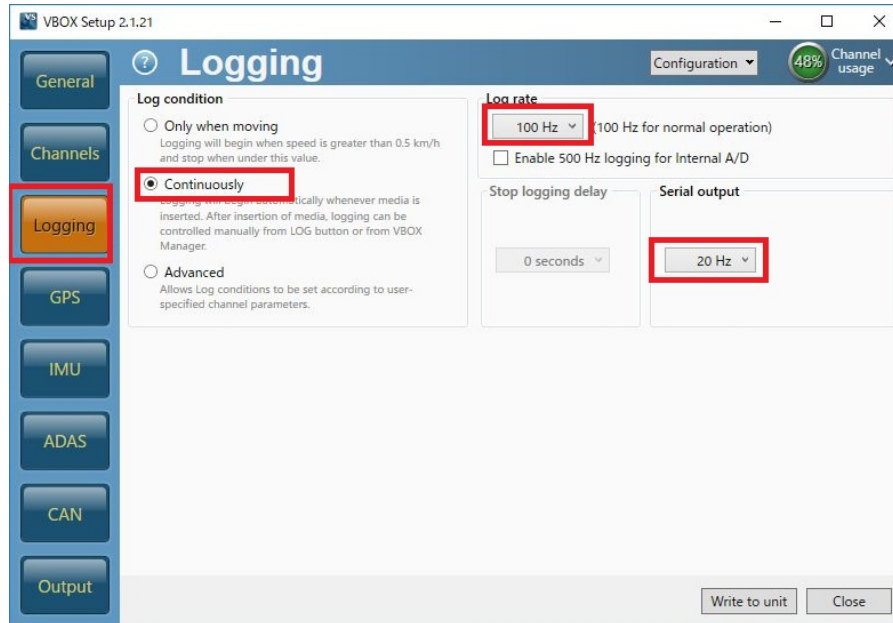 VBOX Setup 2.1.21
Logging
Configuration
48%
Channel
usage
General
Channels
Logging
GPS
IMU
ADAS
CAN
Output
Log condition
Only when moving
Logging will begin when speed is greater than 0.5 km/h
and stop when under this value.
Continuously
Logging will begin automatically whenever media is
inserted. After insertion of media, logging can be
controlled manually from LOG button or from VBOX
Manager.
Advanced
Allows Log conditions to be set according to user-
specified channel parameters.
Log rate
100 Hz (100 Hz for normal operation)
Enable 500 Hz logging for Internal A/D
Stop logging delay
0 seconds
Serial output
20 Hz
Write to unit
Close